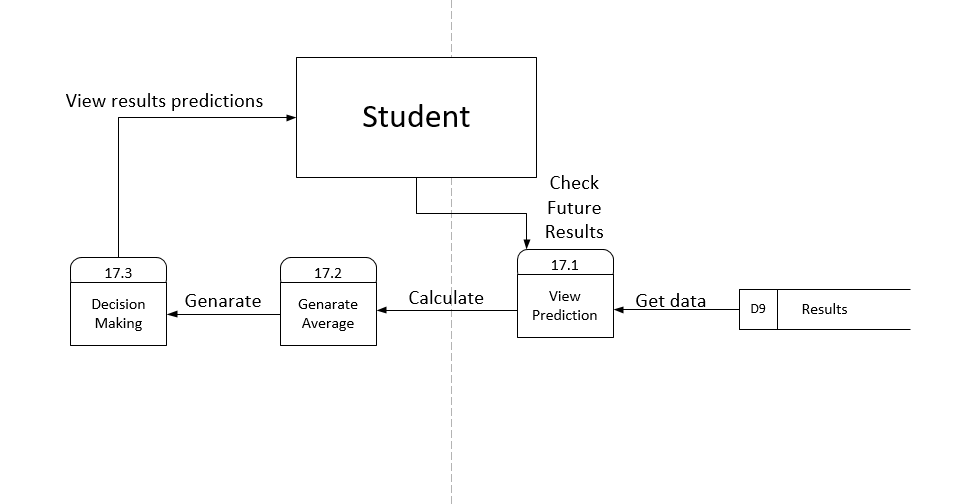 View results predictions
Student
Check
Future
Results
17.3
Decision
Making
Genarate
17.2
Genarate
Average
Calculate
17.1
View
Prediction
Get data
D9
Results